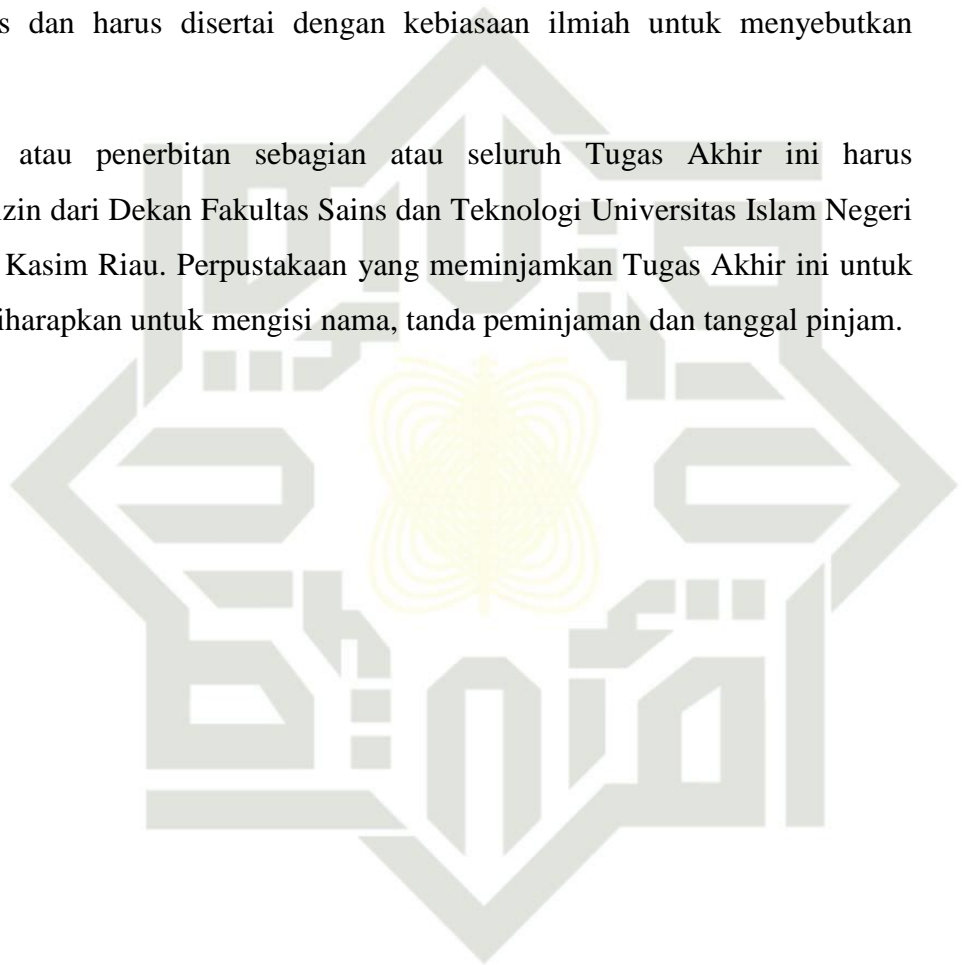 s dan harus disertai dengan kebiasaan ilmiah untuk menyebutkan
atau penerbitan sebagian atau seluruh Tugas Akhir ini harus
izin dari Dekan Fakultas Sains dan Teknologi Universitas Islam Negeri
Kasim Riau. Perpustakaan yang meminjamkan Tugas Akhir ini untuk
iharapkan untuk mengisi nama, tanda peminjaman dan tanggal pinjam.